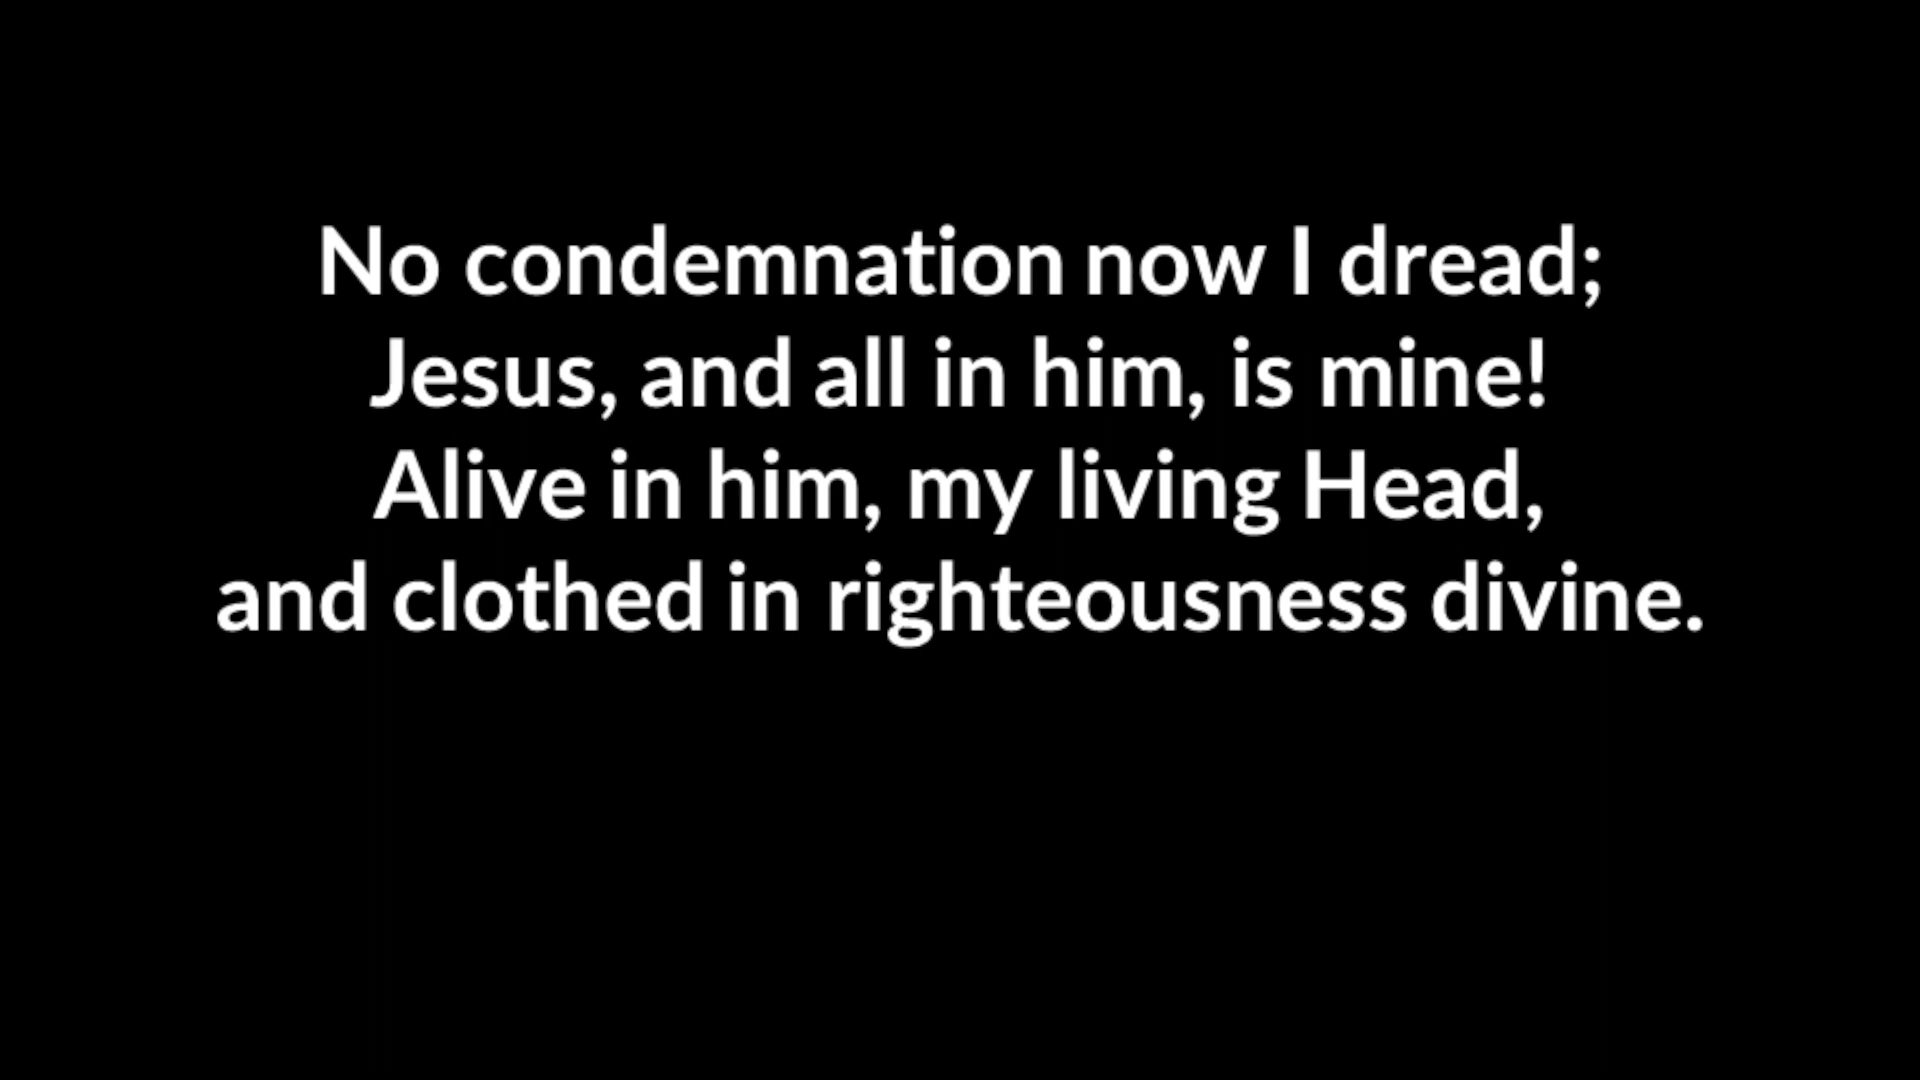 No condemnation now I dread;
Jesus, and all in him, is mine!
Alive in him, my living Head,
and clothed in righteousness divine.